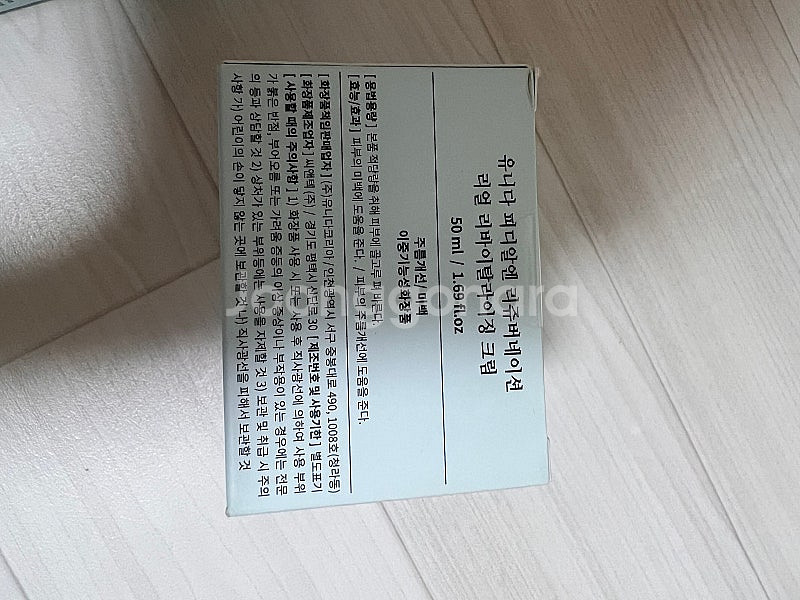 유니다 피디알엔 리쥬버네이션
리얼 리바이탈라이징 크림
50 ml / 1.69 fl.oz
주름개선, 미백
이중기능성화장품
[ 용법용량 ] 본품 적당량을 취해 피부에 골고루 펴 바른다.
[ 효능/효과 ] 피부의 미백에 도움을 준다. / 피부의 주름개선에 도움을 준다.
[화장품책임판매업자] (주)유니다코리아/인천광역시 서구 중봉대로 490, 1008호(청라동)
[화장품제조업자] 씨엔텍(주) / 경기도 평택시 산단로 30 [ 제조번호 및 사용기한 ] 별도표기
[ 사용할 때의 주의사항 ] 1) 화장품 사용 시 또는 사용 후 직사광선에 의하여 사용 부위
가 붉은 반점, 부어오름 또는 가려움 증등의 이상 증상이나 부작용이 있는 경우에는 전문
의 등과 상담할 것 2) 상처가 있는 부위 등에는 사용을 자제할 것 3) 보관 및 취급 시 주의
사항 가) 어린이의 손이 닿지 않는 곳에 보관할 것 나) 직사광선을 피해서 보관할 것
joonggonara